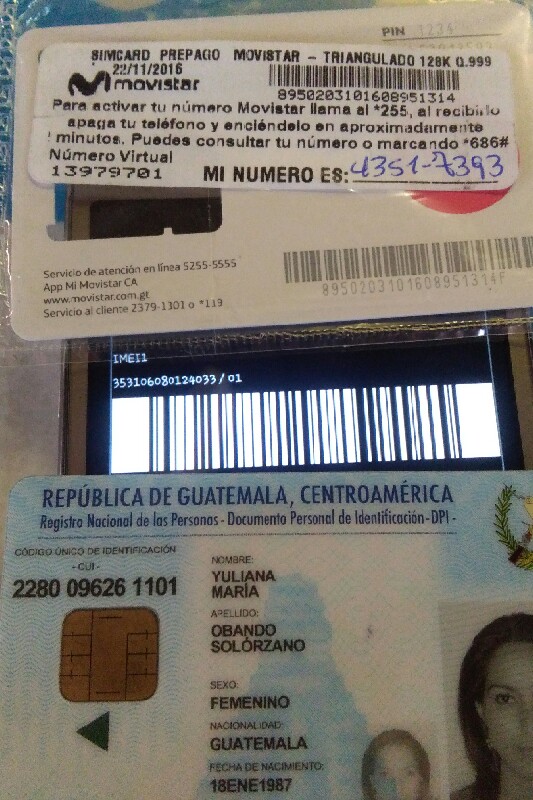 PIN 1234
SIMCARD PREPAGO MOVISTAR - TRIANGULADO 128K Q.999
22/11/2016
movistar
8950203101608951314
Para activar tu número Movistar llama al *255, al recibirlo
apaga tu teléfono y enciéndelo en aproximadamente
minutos. Puedes consultar tu número o marcando *686#
Número Virtual
13979701 MI NUMERO ES: 4351-7393
Servicio de atención en línea 5255-5555
App Mi Movistar CA
www.movistar.com.gt
Servicio al cliente 2379-1101 o *119
8950203101608951314F
IMEI1
353106080124033 / 01
REPÚBLICA DE GUATEMALA, CENTROAMÉRICA
Registro Nacional de las Personas - Documento Personal de Identificación-DPI -
CÓDIGO ÚNICO DE IDENTIFICACIÓN
- CUI -
2280 09626 1101
NOMBRE:
YULIANA
MARÍA
APELLIDO:
OBANDO
SOLÓRZANO
SEXO:
FEMENINO
NACIONALIDAD:
GUATEMALA
FECHA DE NACIMIENTO:
18ENE1987